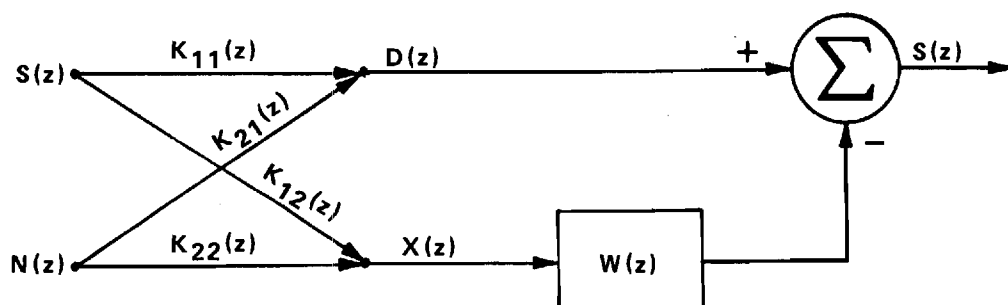 K11(z)
S(z)
D(z)
+
Σ
S(z)
K21(z)
−
K12(z)
K22(z)
N(z)
X(z)
W(z)